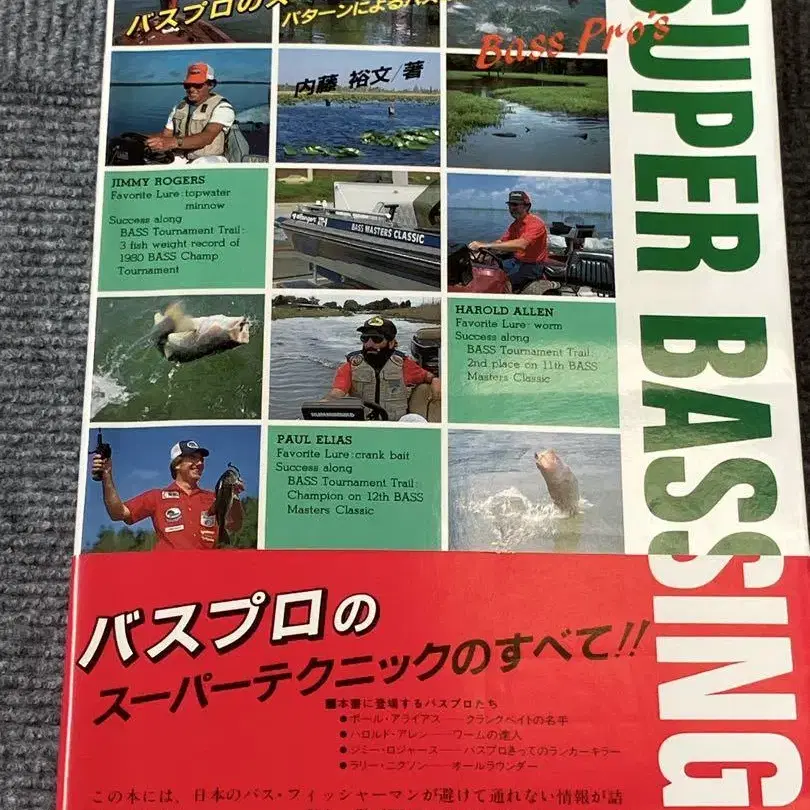 バスプロのス
パターンによるバス
Bass Pro's
SUPER BASSING
内藤 裕文/著
JIMMY ROGERS
Favorite Lure:topwater
minnow
Success along
BASS Tournament Trail:
3 fish weight record of
1980 BASS Champ
Tournament
BASS MASTERS CLASSIC
HAROLD ALLEN
Favorite Lure:worm
Success along
BASS Tournament Trail:
2nd place on 11th BASS
Masters Classic
HUMMINBIRD
PAUL ELIAS
Favorite Lure:crank bait
Success along
BASS Tournament Trail:
Champion on 12th BASS
Masters Classic
バスプロの
スーパーテクニックのすべて!!
■本書に登場するバスプロたち
●ポール・アライアス──クランクベイトの名手
●ハロルド・アレン──ワームの達人
●ジミー・ロジャース──バスプロきってのランカーキラー
●ラリー・ニクソン──オールラウンダー
この本には、日本のバス・フィッシャーマンが避けて通れない情報が詰